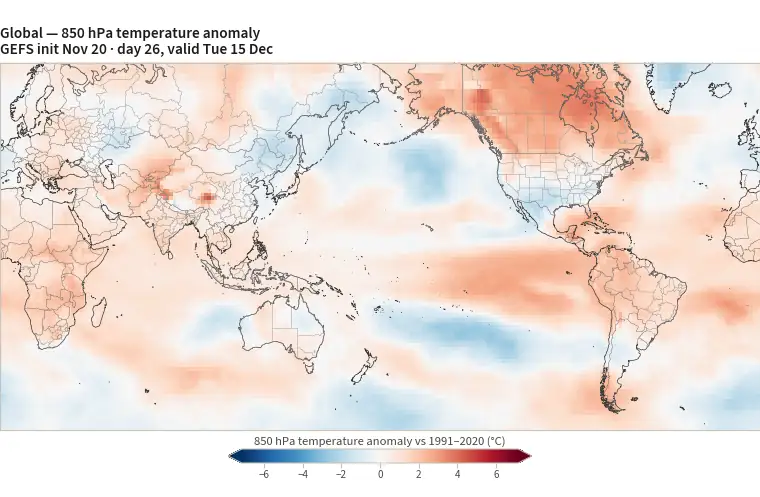 Global — 850 hPa temperature anomaly
GEFS init Nov 20 · day 26, valid Tue 15 Dec
850 hPa temperature anomaly vs 1991–2020 (°C)
−6 −4 −2 0 2 4 6